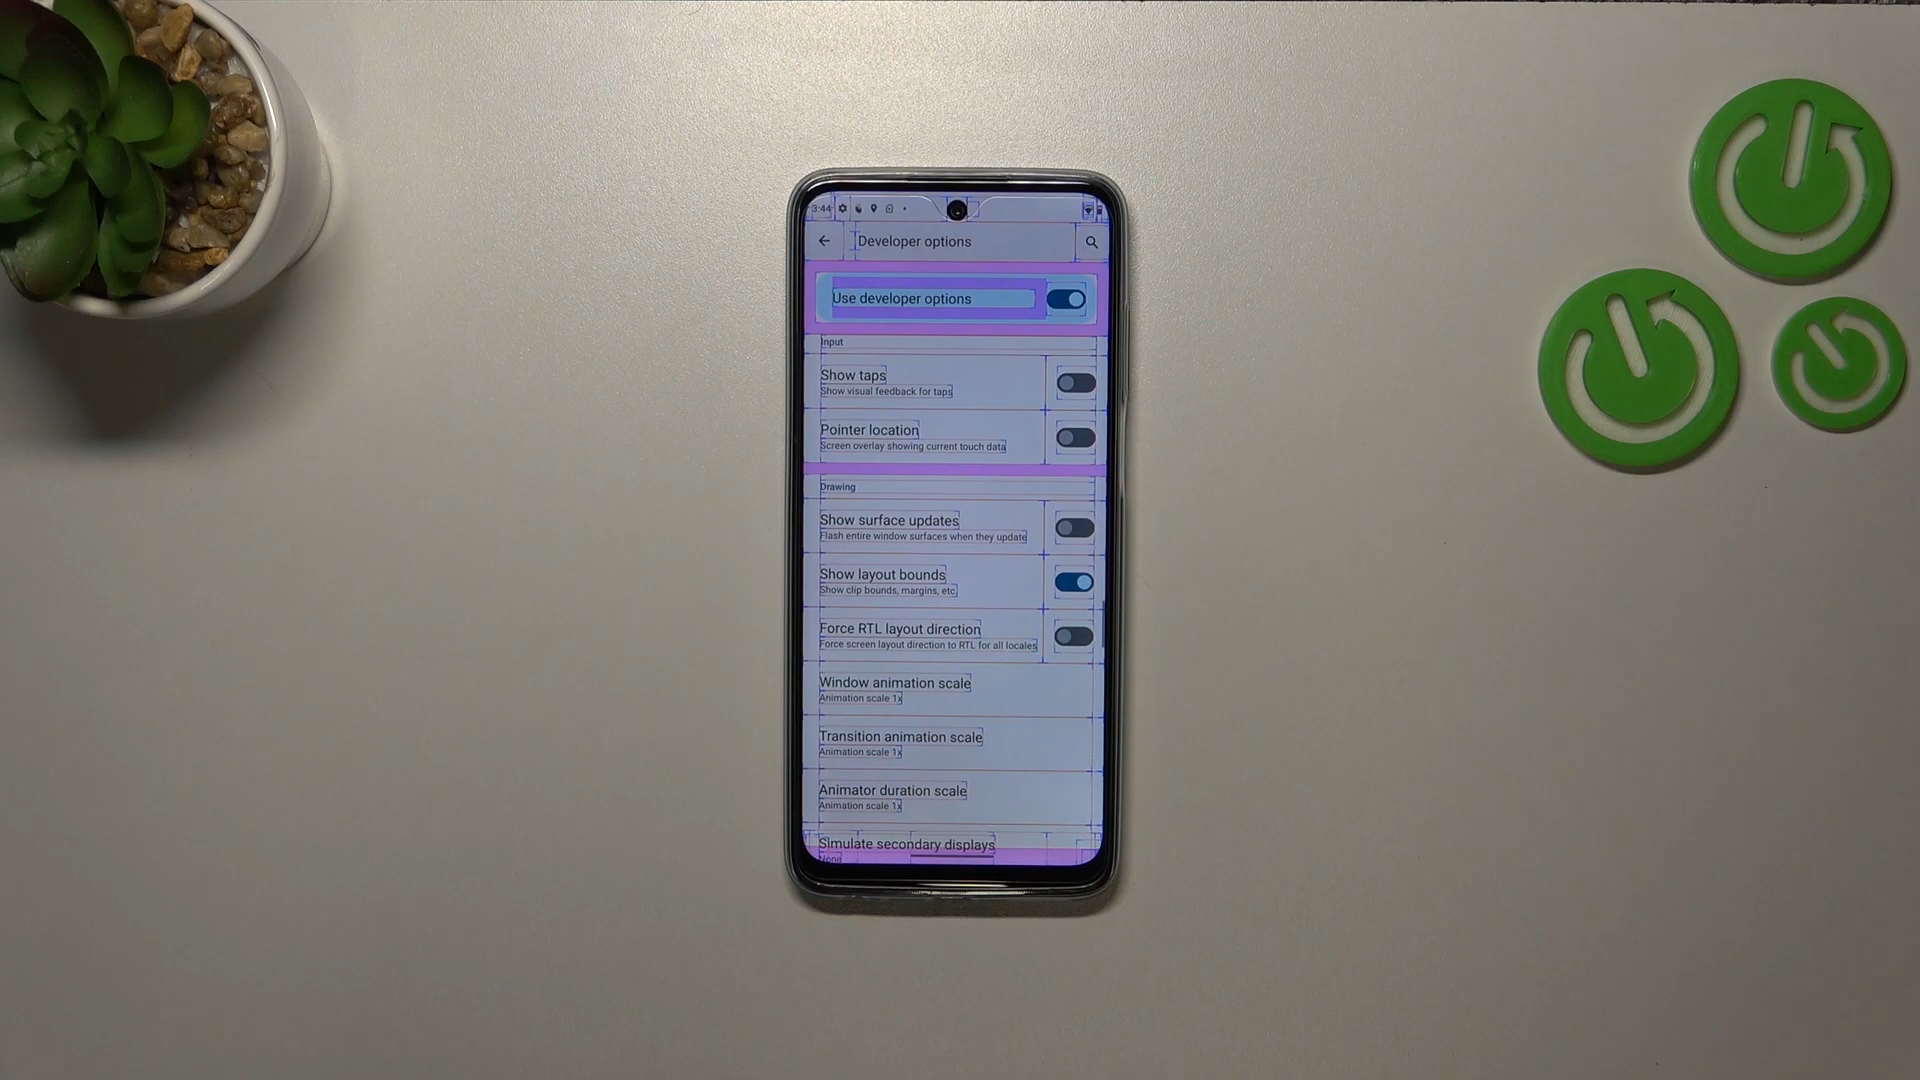 3:44
Developer options
Use developer options
Input
Show taps
Show visual feedback for taps
Pointer location
Screen overlay showing current touch data
Drawing
Show surface updates
Flash entire window surfaces when they update
Show layout bounds
Show clip bounds, margins, etc.
Force RTL layout direction
Force screen layout direction to RTL for all locales
Window animation scale
Animation scale 1x
Transition animation scale
Animation scale 1x
Animator duration scale
Animation scale 1x
Simulate secondary displays
None